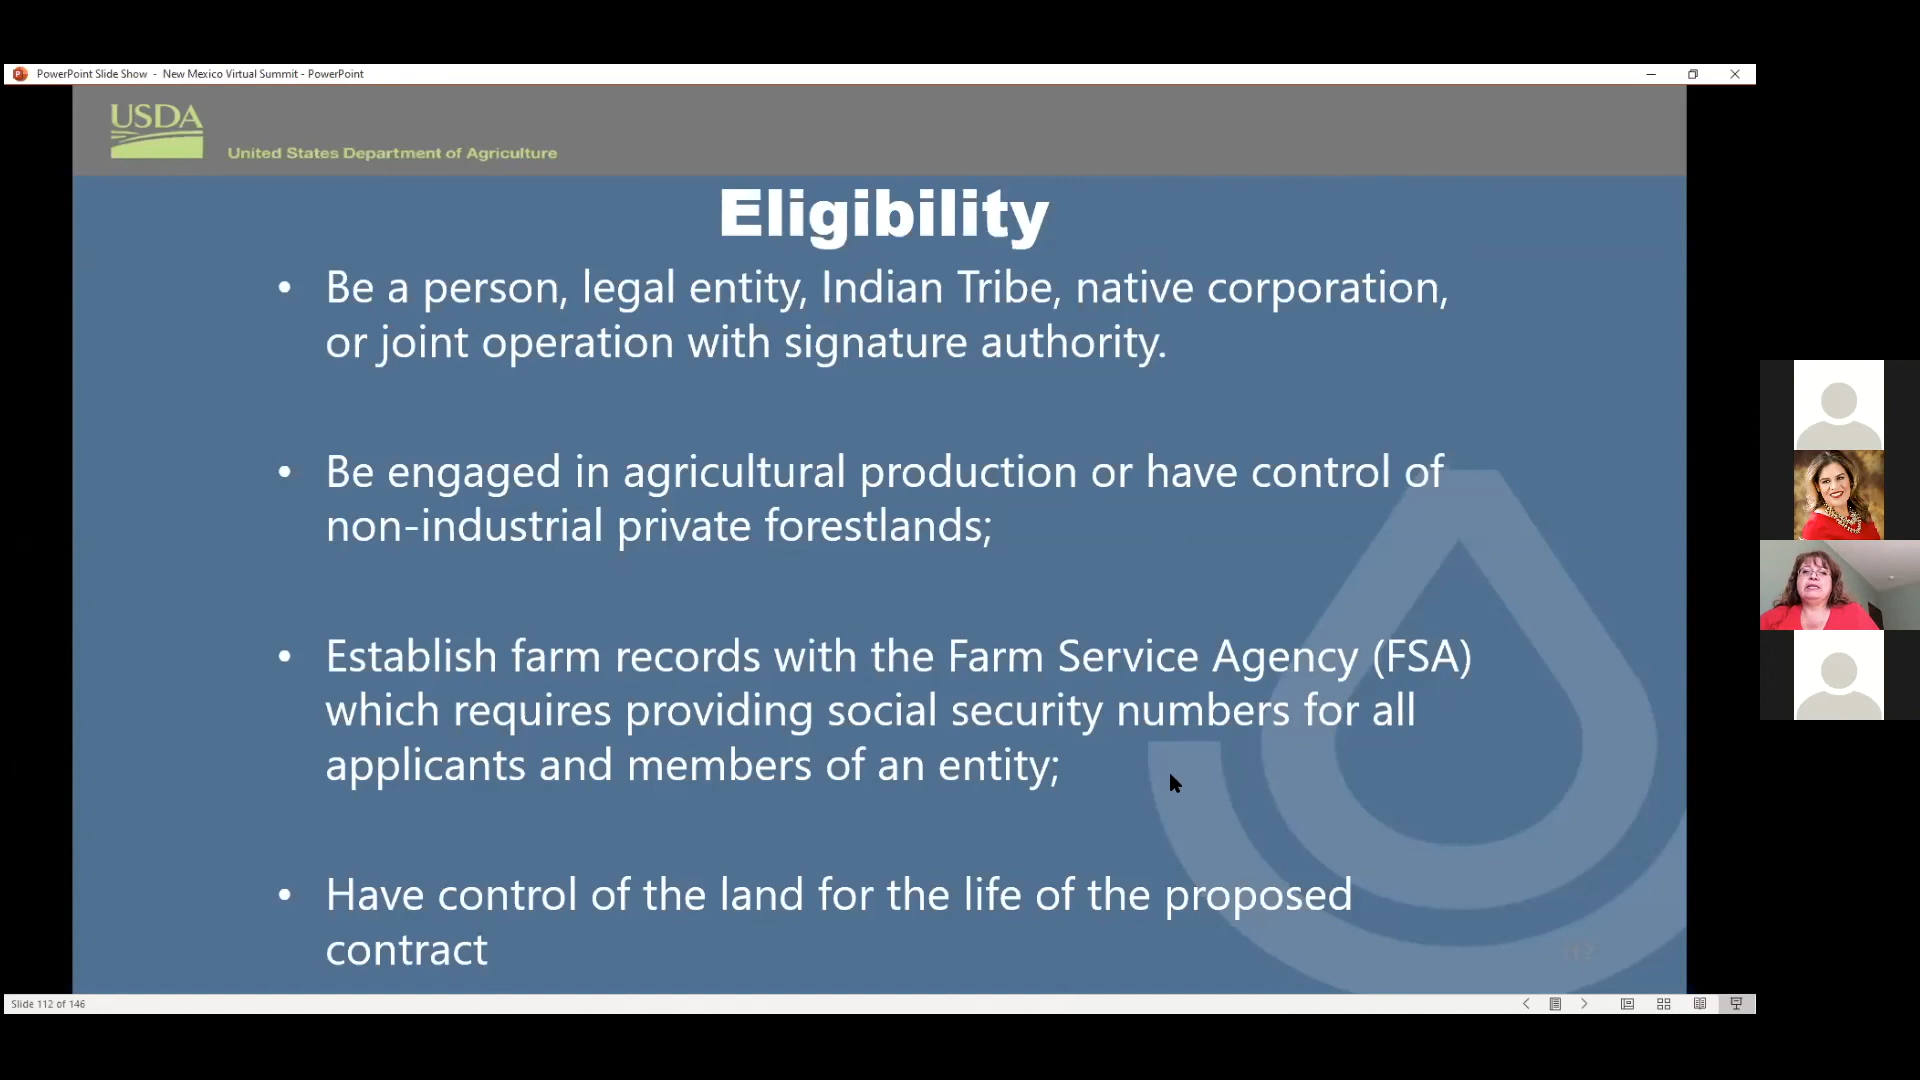 PowerPoint Slide Show - New Mexico Virtual Summit - PowerPoint
USDA
United States Department of Agriculture
Eligibility
• Be a person, legal entity, Indian Tribe, native corporation,
or joint operation with signature authority.
• Be engaged in agricultural production or have control of
non-industrial private forestlands;
• Establish farm records with the Farm Service Agency (FSA)
which requires providing social security numbers for all
applicants and members of an entity;
• Have control of the land for the life of the proposed
contract
Slide 112 of 146